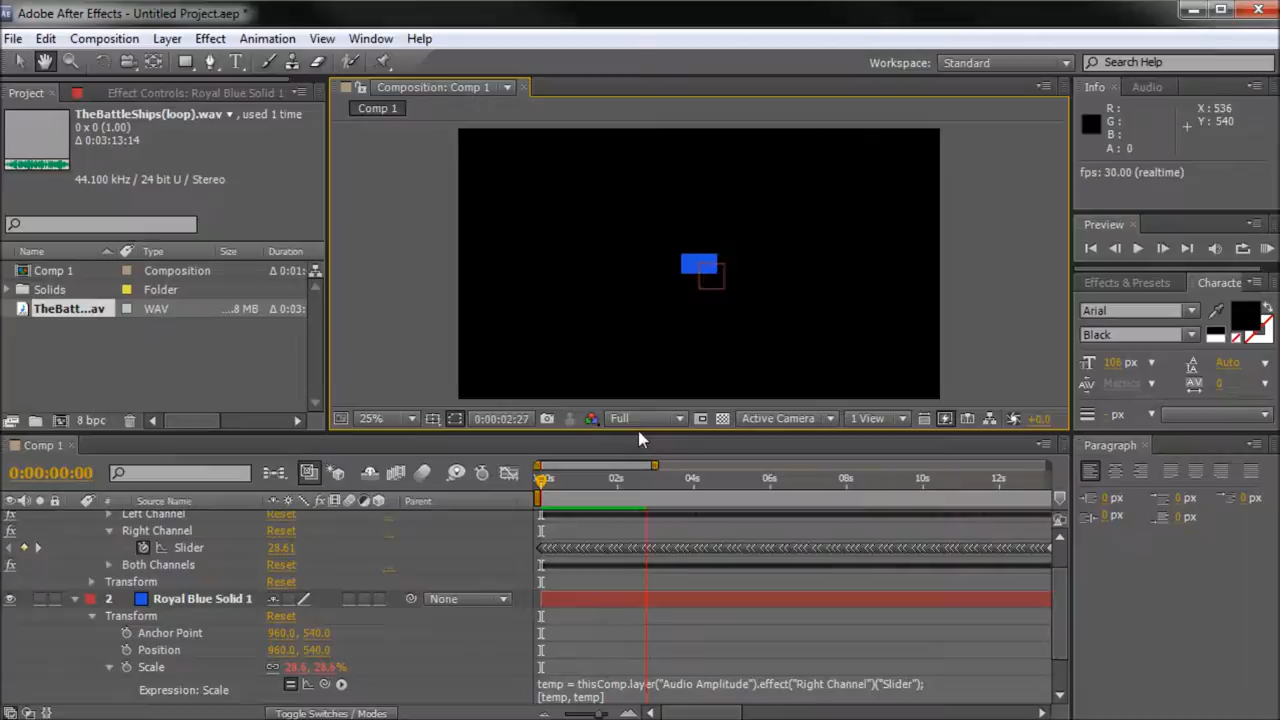 Adobe After Effects - Untitled Project.aep *
File Edit Composition Layer Effect Animation View Window Help
Workspace: Standard Search Help
Project Effect Controls: Royal Blue Solid 1
TheBattleShips(loop).wav ▼, used 1 time
0 x 0 (1.00)
Δ 0:03:13:14
44.100 kHz / 24 bit U / Stereo
Name Type Size Duration
Comp 1 Composition Δ 0:01:
Solids Folder
TheBatt...av WAV ....8 MB Δ 0:03:
8 bpc
Composition: Comp 1
Comp 1
25% 0:00:02:27 Full Active Camera 1 View +0.0
Info Audio
R: X: 536
G: Y: 540
B:
A: 0
fps: 30.00 (realtime)
Preview
Effects & Presets Characte
Arial
Black
106 px Auto
Metrics 0
- px
Paragraph
0 px 0 px 0 px
0 px 0 px
Comp 1
0:00:00:00
# Source Name Parent
02s 04s 06s 08s 10s 12s
Left Channel Reset
Right Channel Reset
Slider 28.61
Both Channels Reset
Transform Reset
2 Royal Blue Solid 1 None
Transform Reset
Anchor Point 960.0, 540.0
Position 960.0, 540.0
Scale 28.6, 28.6%
Expression: Scale
temp = thisComp.layer("Audio Amplitude").effect("Right Channel")("Slider");
[temp, temp]
Toggle Switches / Modes